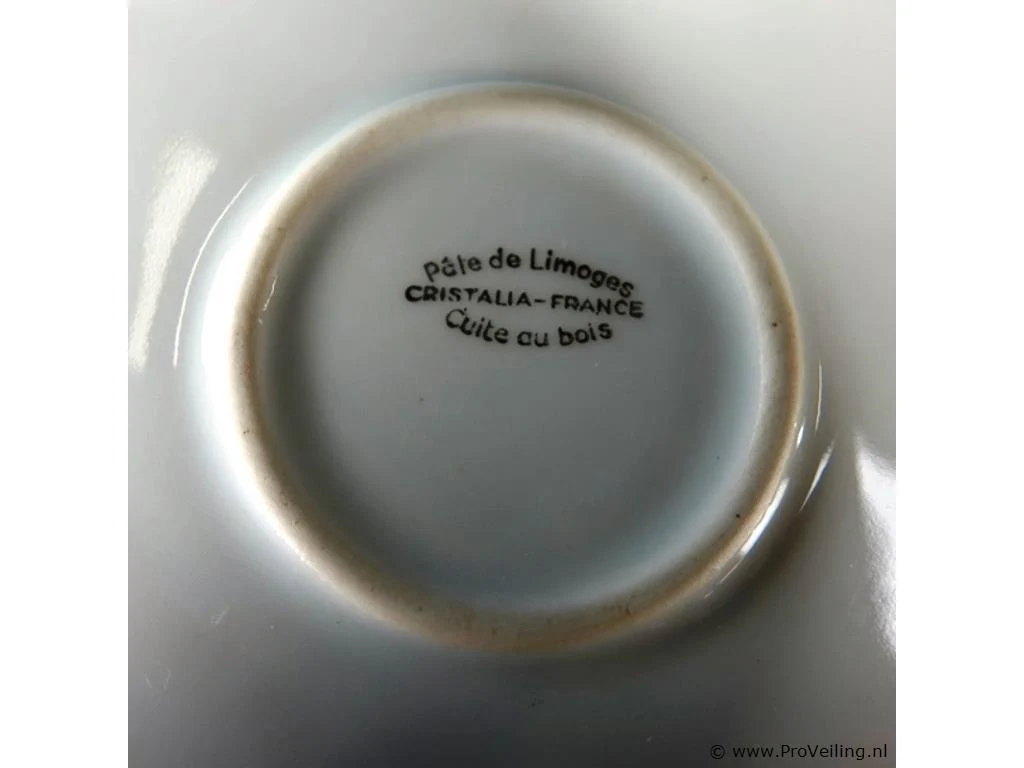 Pâte de Limoges
CRISTALIA-FRANCE
Cuite au bois
© www.ProVeiling.nl